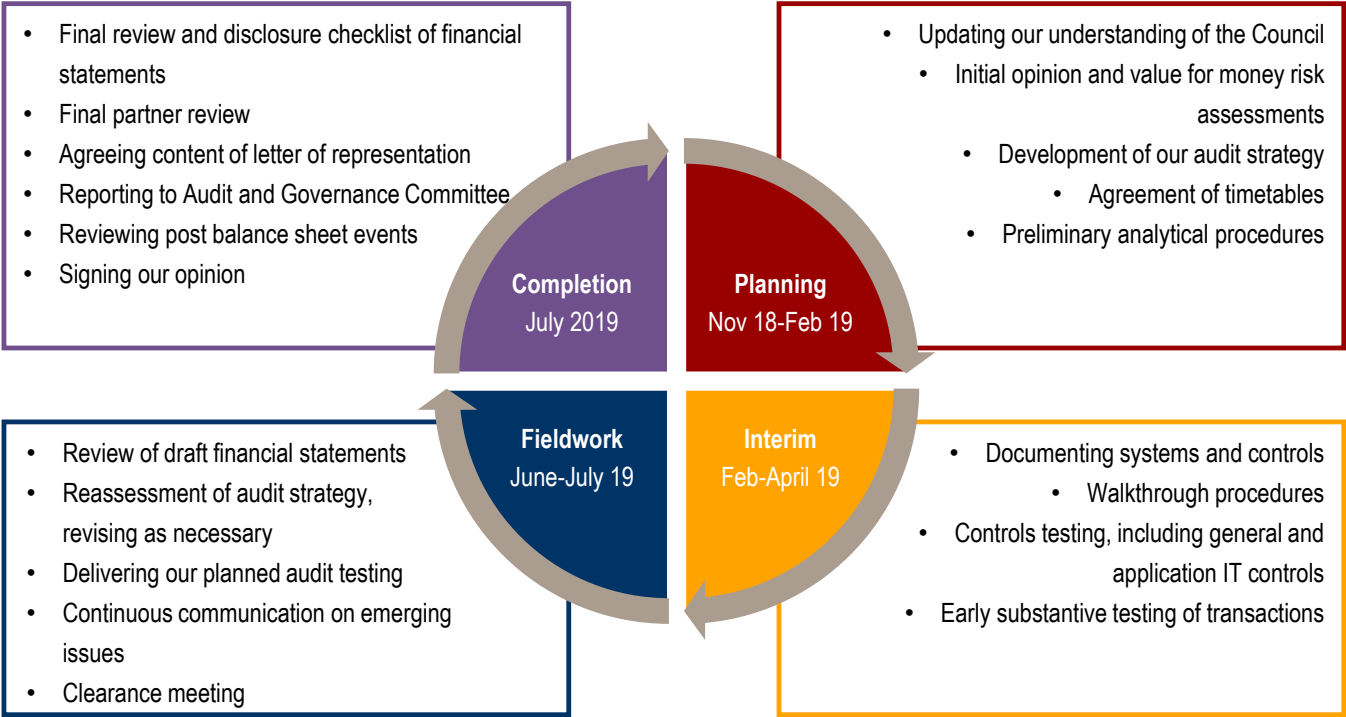 • Final review and disclosure checklist of financial
statements
• Final partner review
• Agreeing content of letter of representation
• Reporting to Audit and Governance Committee
• Reviewing post balance sheet events
• Signing our opinion
• Updating our understanding of the Council
• Initial opinion and value for money risk
assessments
• Development of our audit strategy
• Agreement of timetables
• Preliminary analytical procedures
Completion
July 2019
Planning
Nov 18-Feb 19
Fieldwork
June-July 19
Interim
Feb-April 19
• Review of draft financial statements
• Reassessment of audit strategy,
revising as necessary
• Delivering our planned audit testing
• Continuous communication on emerging
issues
• Clearance meeting
• Documenting systems and controls
• Walkthrough procedures
• Controls testing, including general and
application IT controls
• Early substantive testing of transactions